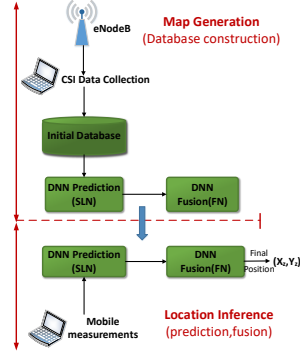 eNodeB
Map Generation
(Database construction)
CSI Data Collection
Initial Database
DNN Prediction
(SLN)
DNN
Fusion(FN)
DNN Prediction
(SLN)
DNN
Fusion(FN)
Final
Position
(X₂,Y₂)
Mobile
measurements
Location Inference
(prediction,fusion)